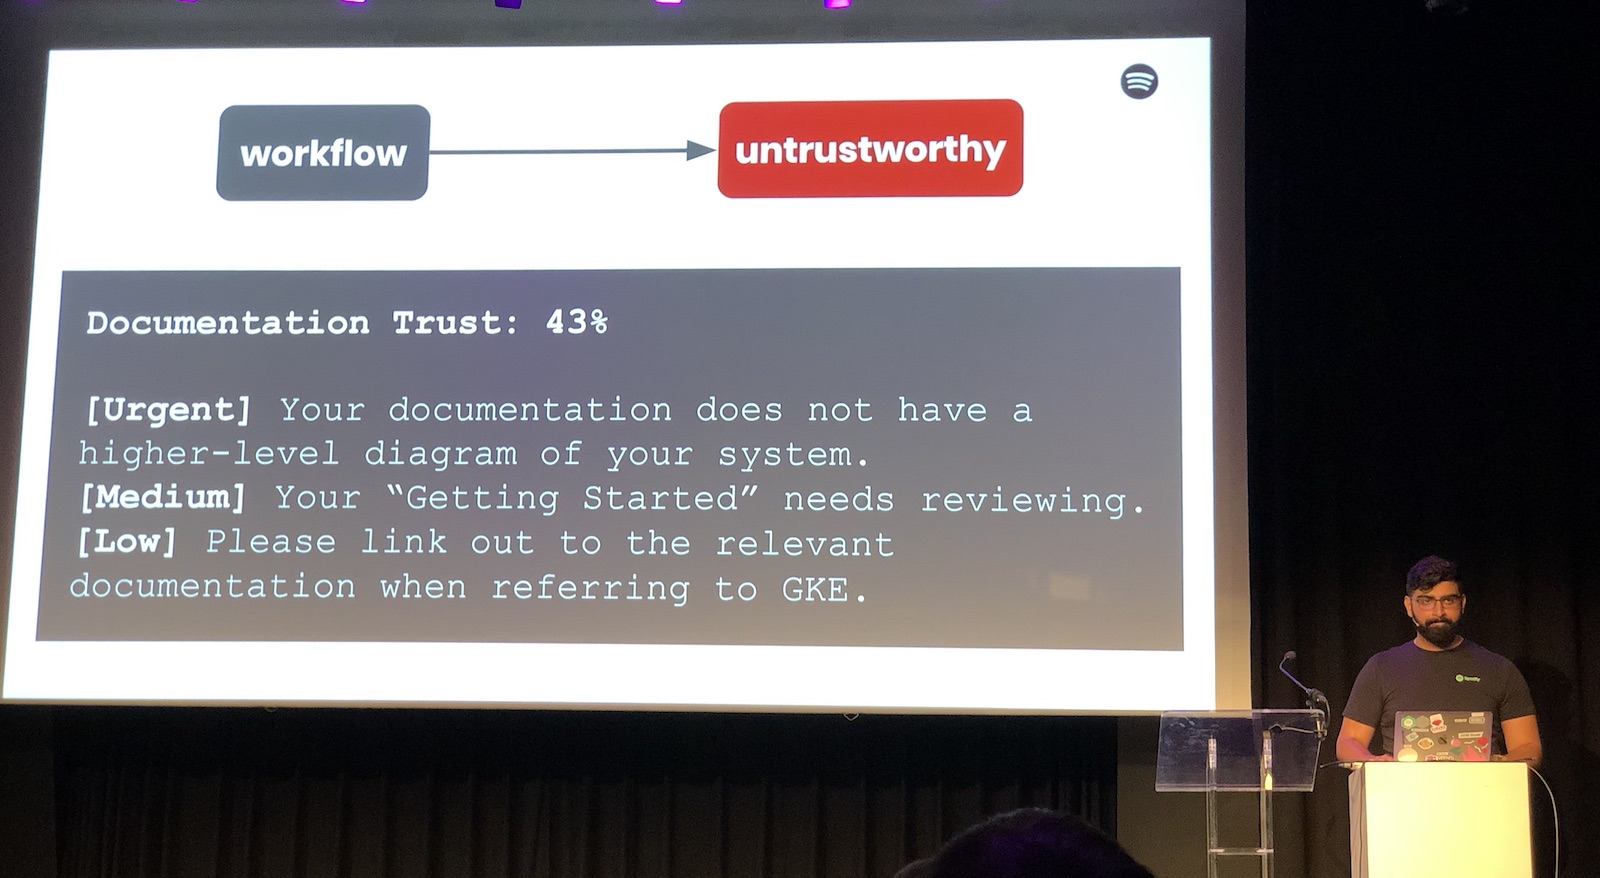 workflow
untrustworthy
Documentation Trust: 43%
[Urgent] Your documentation does not have a
higher-level diagram of your system.
[Medium] Your “Getting Started” needs reviewing.
[Low] Please link out to the relevant
documentation when referring to GKE.
Spotify